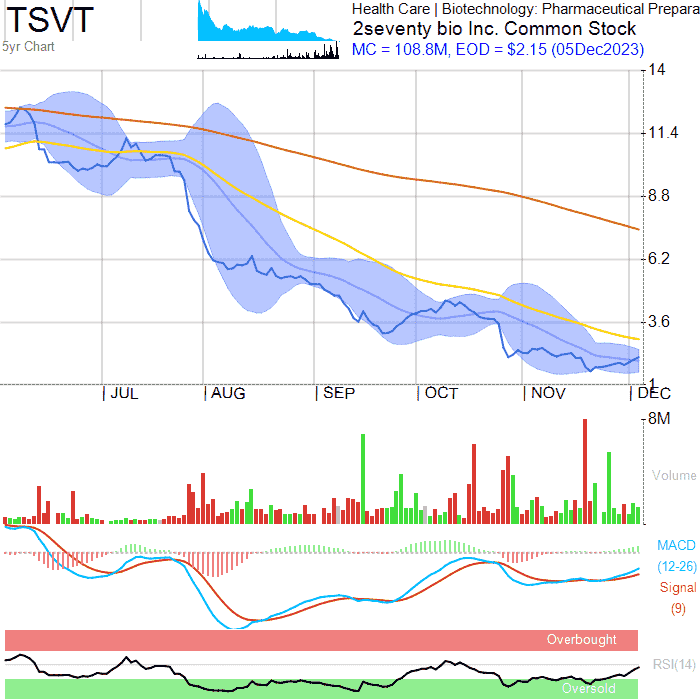 TSVT
5yr Chart
Health Care | Biotechnology: Pharmaceutical Prepara
2seventy bio Inc. Common Stock
MC = 108.8M, EOD = $2.15 (05Dec2023)
14
11.4
8.8
6.2
3.6
1
JUL AUG SEP OCT NOV DEC
8M
Volume
MACD
(12-26)
Signal
(9)
Overbought
RSI(14)
Oversold